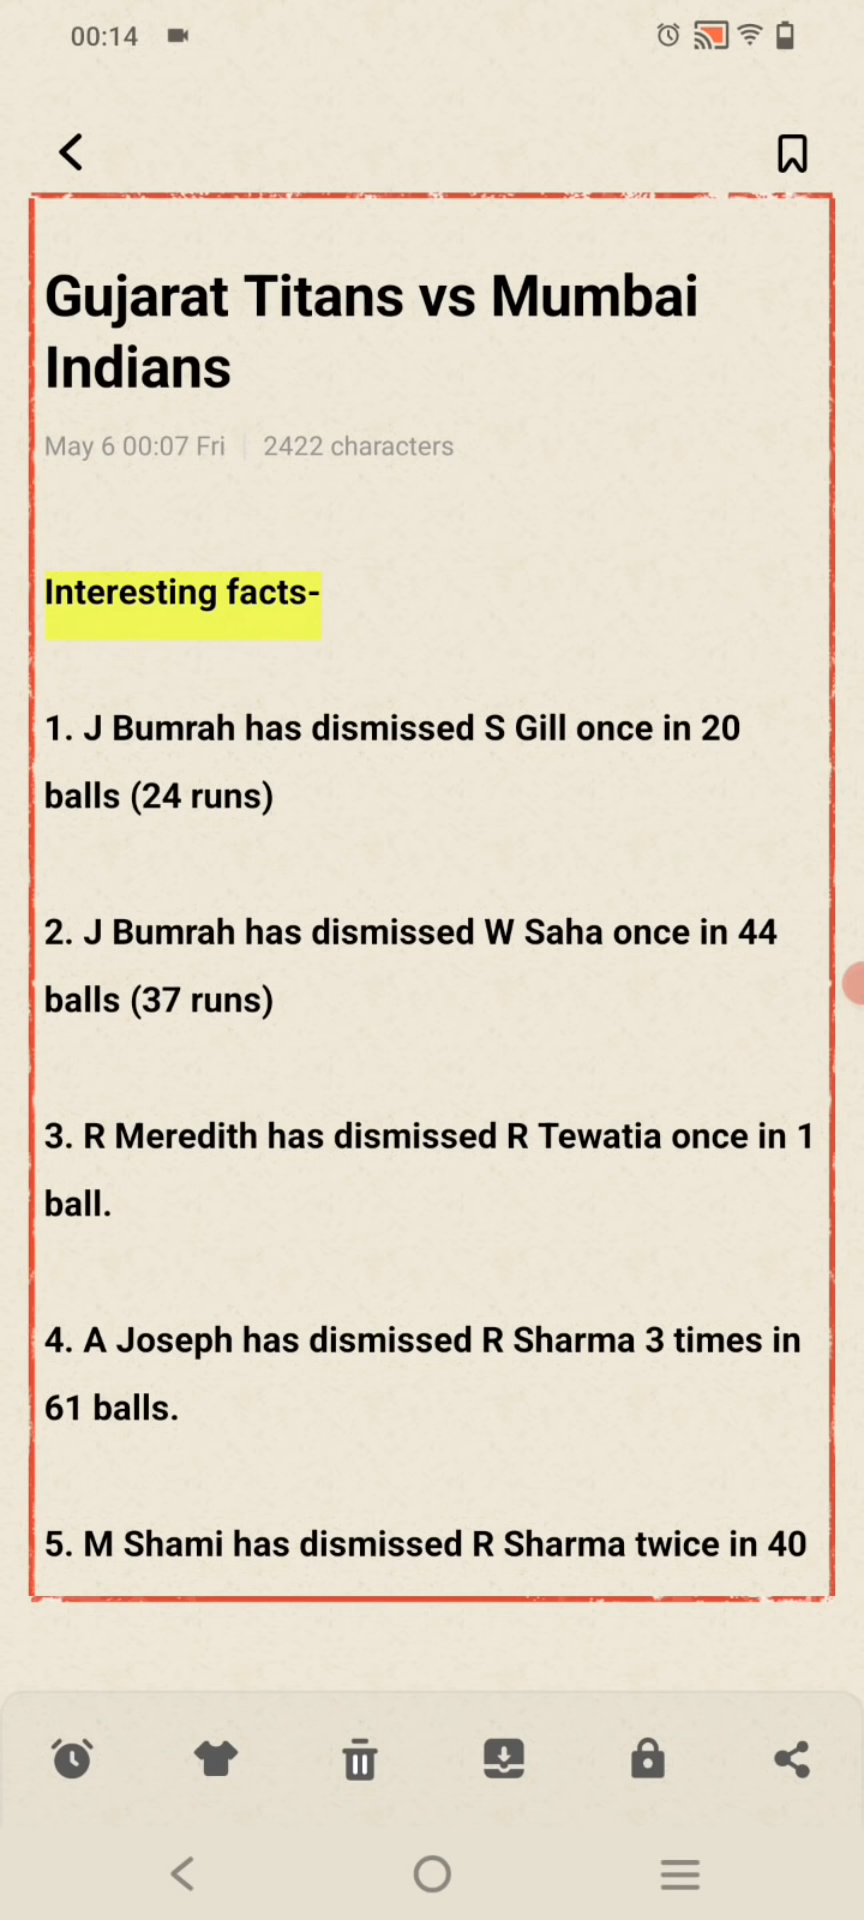 00:14
Gujarat Titans vs Mumbai
Indians
May 6 00:07 Fri | 2422 characters
Interesting facts-
1. J Bumrah has dismissed S Gill once in 20
balls (24 runs)
2. J Bumrah has dismissed W Saha once in 44
balls (37 runs)
3. R Meredith has dismissed R Tewatia once in 1
ball.
4. A Joseph has dismissed R Sharma 3 times in
61 balls.
5. M Shami has dismissed R Sharma twice in 40